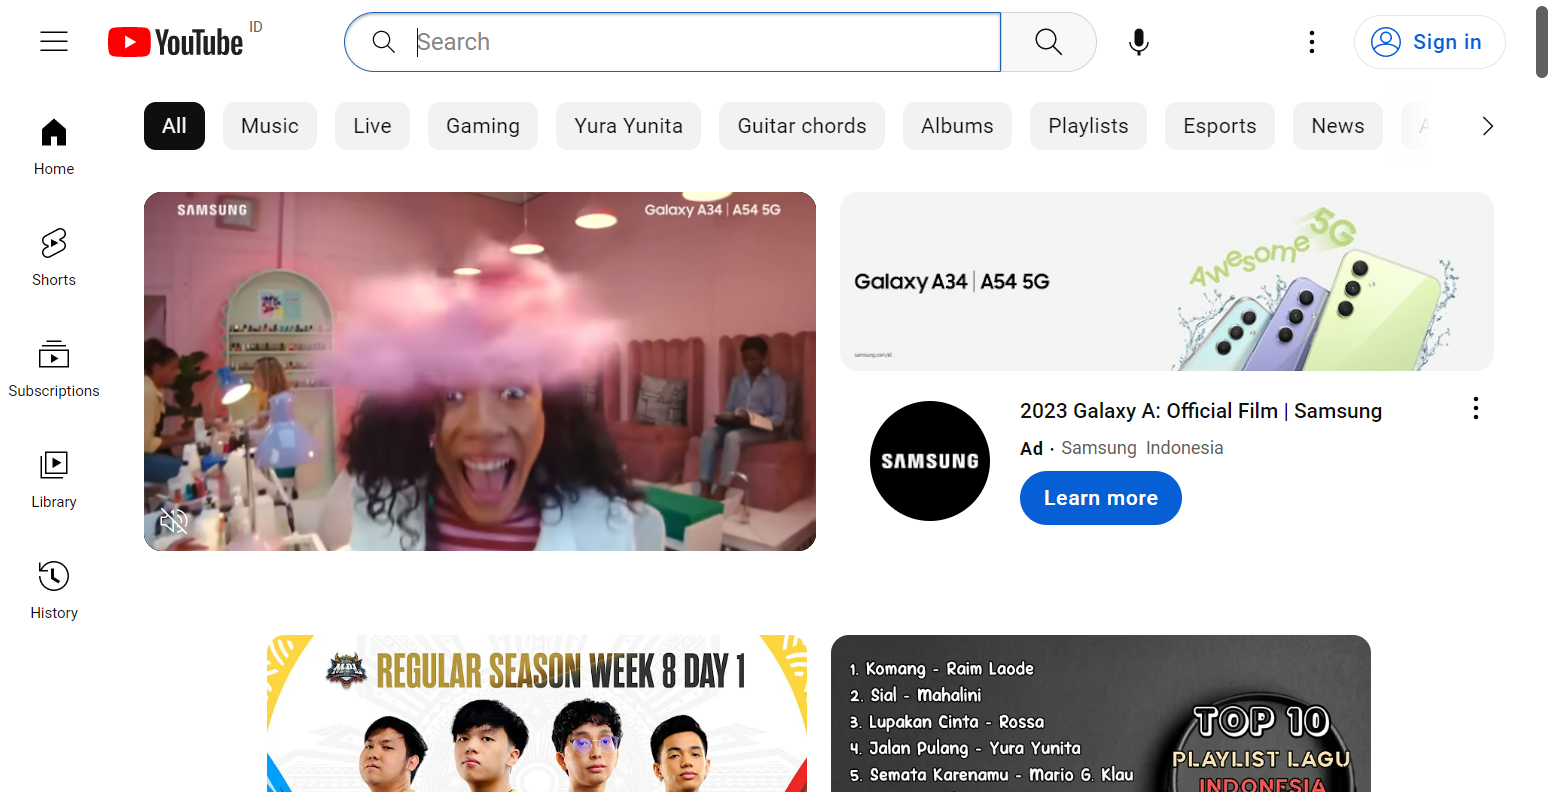 YouTube ID
Search
Sign in
All
Music
Live
Gaming
Yura Yunita
Guitar chords
Albums
Playlists
Esports
News
Home
Shorts
Subscriptions
Library
History
SAMSUNG
Galaxy A34 | A54 5G
Galaxy A34 | A54 5G
Awesome 5G
samsung.com/id
2023 Galaxy A: Official Film | Samsung
Ad · Samsung Indonesia
SAMSUNG
Learn more
REGULAR SEASON WEEK 8 DAY 1
1. Komang - Raim Laode
2. Sial - Mahalini
3. Lupakan Cinta - Rossa
4. Jalan Pulang - Yura Yunita
5. Semata Karenamu - Mario G. Klau
TOP 10
PLAYLIST LAGU
INDONESIA